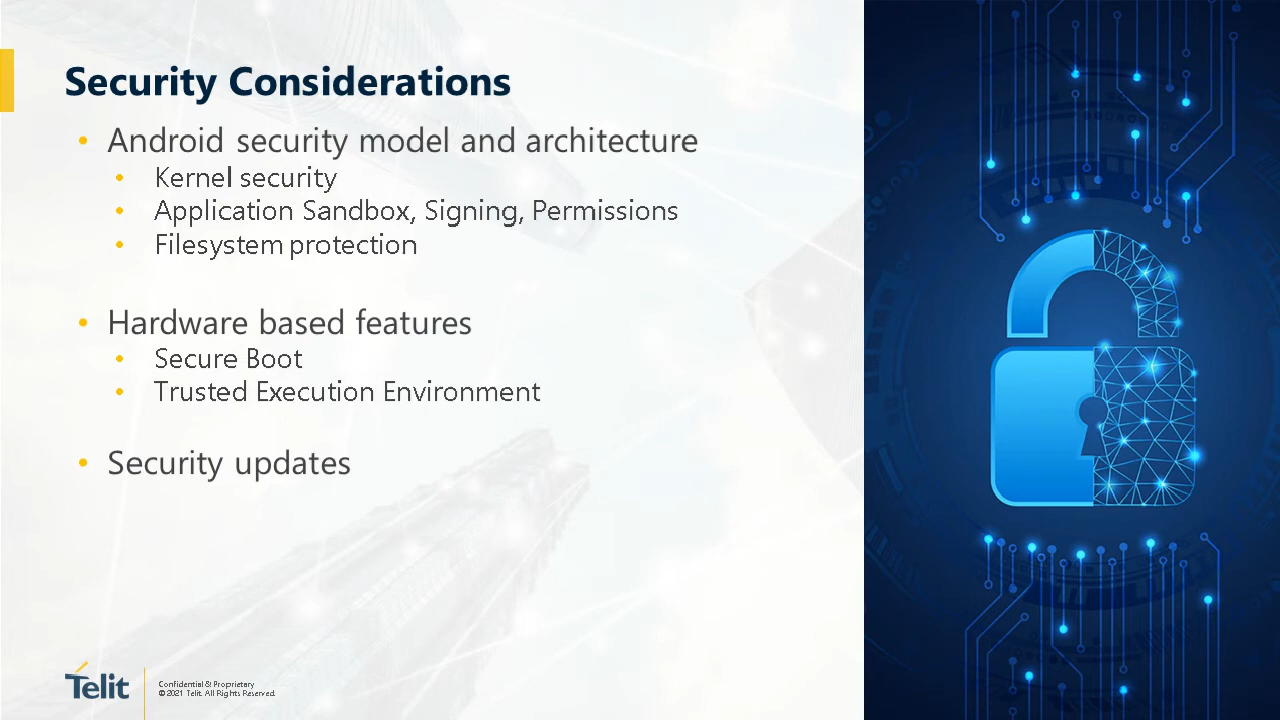 Security Considerations
• Android security model and architecture
• Kernel security
• Application Sandbox, Signing, Permissions
• Filesystem protection
• Hardware based features
• Secure Boot
• Trusted Execution Environment
• Security updates
Telit
Confidential & Proprietary
© 2021 Telit. All Rights Reserved.